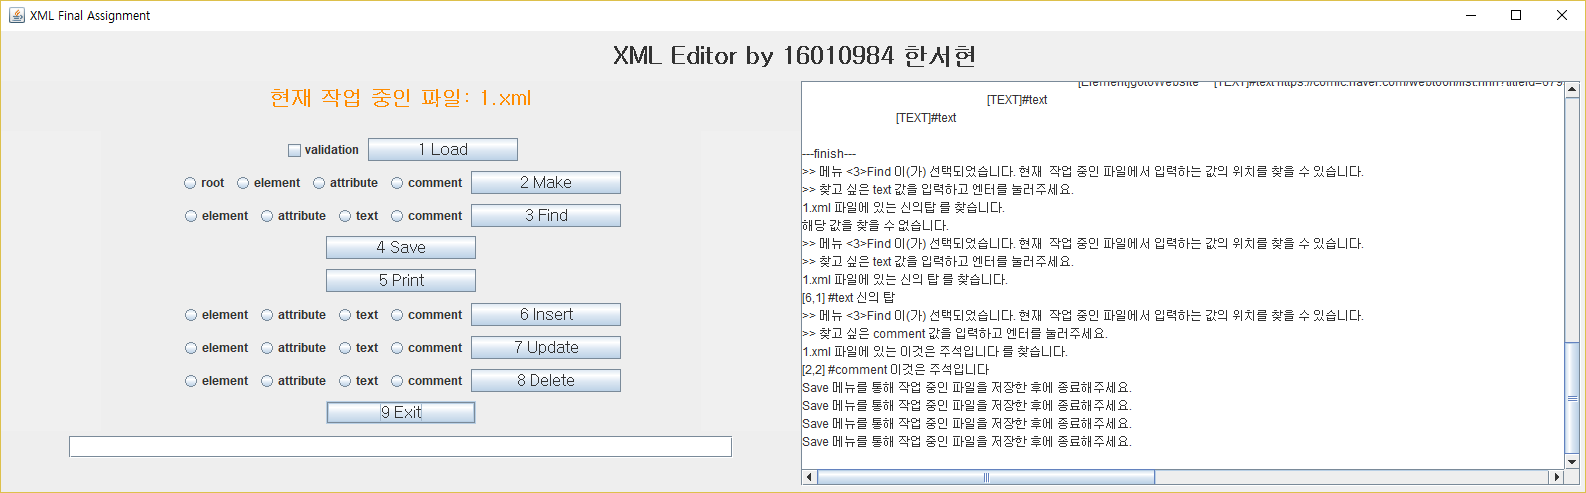 XML Final Assignment
XML Editor by 16010984 한서현
현재 작업 중인 파일: 1.xml
validation 1 Load
root element attribute comment 2 Make
element attribute text comment 3 Find
4 Save
5 Print
element attribute text comment 6 Insert
element attribute text comment 7 Update
element attribute text comment 8 Delete
9 Exit
[Element]gotoWebsite [TEXT]#text https://comic.naver.com/webtoon/list.nhn?titleId=679
[TEXT]#text
[TEXT]#text
---finish---
>> 메뉴 <3>Find 이(가) 선택되었습니다. 현재 작업 중인 파일에서 입력하는 값의 위치를 찾을 수 있습니다.
>> 찾고 싶은 text 값을 입력하고 엔터를 눌러주세요.
1.xml 파일에 있는 신의탑 를 찾습니다.
해당 값을 찾을 수 없습니다.
>> 메뉴 <3>Find 이(가) 선택되었습니다. 현재 작업 중인 파일에서 입력하는 값의 위치를 찾을 수 있습니다.
>> 찾고 싶은 text 값을 입력하고 엔터를 눌러주세요.
1.xml 파일에 있는 신의 탑 를 찾습니다.
[6,1] #text 신의 탑
>> 메뉴 <3>Find 이(가) 선택되었습니다. 현재 작업 중인 파일에서 입력하는 값의 위치를 찾을 수 있습니다.
>> 찾고 싶은 comment 값을 입력하고 엔터를 눌러주세요.
1.xml 파일에 있는 이것은 주석입니다 를 찾습니다.
[2,2] #comment 이것은 주석입니다
Save 메뉴를 통해 작업 중인 파일을 저장한 후에 종료해주세요.
Save 메뉴를 통해 작업 중인 파일을 저장한 후에 종료해주세요.
Save 메뉴를 통해 작업 중인 파일을 저장한 후에 종료해주세요.
Save 메뉴를 통해 작업 중인 파일을 저장한 후에 종료해주세요.